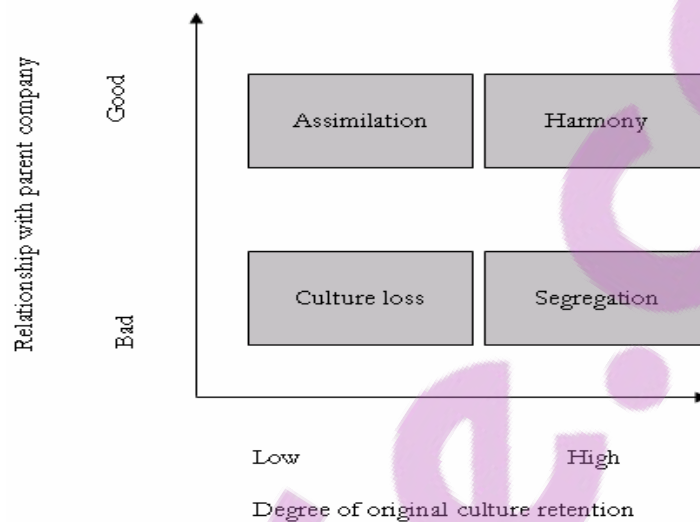 Relationship with parent company
Good
Assimilation
Harmony
Bad
Culture loss
Segregation
Low
High
Degree of original culture retention